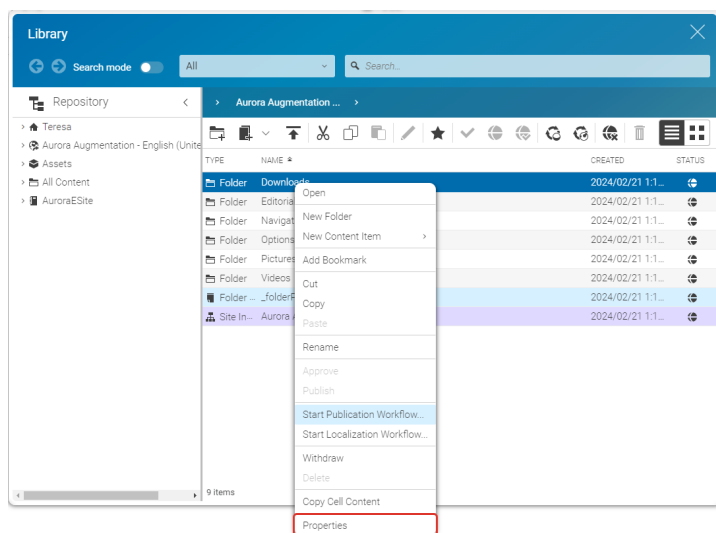 Library
Search mode
All
Search...
Repository
Aurora Augmentation ...
Teresa
Aurora Augmentation - English (Unite
Assets
All Content
AuroraESite
TYPE NAME CREATED STATUS
Folder Downloads 2024/02/21 1:1...
Folder Editoria 2024/02/21 1:1...
Folder Navigat 2024/02/21 1:1...
Folder Options 2024/02/21 1:1...
Folder Pictures 2024/02/21 1:1...
Folder Videos 2024/02/21 1:1...
Folder ... _folderP 2024/02/21 1:1...
Site In... Aurora A 2024/02/21 1:1...
Open
New Folder
New Content Item
Add Bookmark
Cut
Copy
Paste
Rename
Approve
Publish
Start Publication Workflow...
Start Localization Workflow...
Withdraw
Delete
Copy Cell Content
Properties
9 items